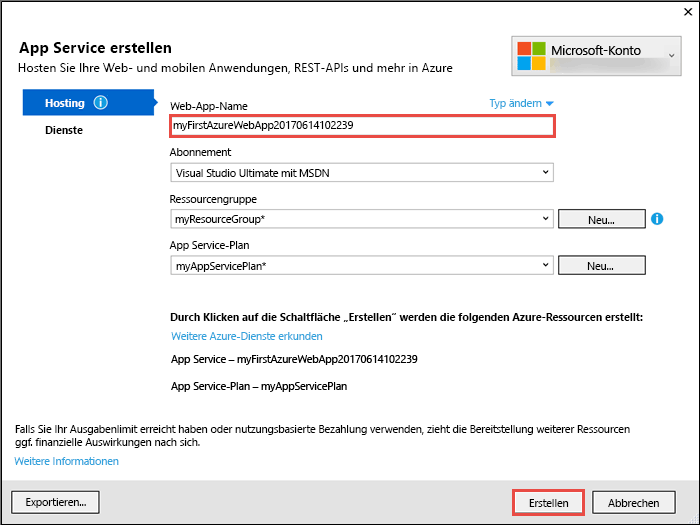 App Service erstellen
Hosten Sie Ihre Web- und mobilen Anwendungen, REST-APIs und mehr in Azure
Microsoft-Konto
Hosting
Dienste
Web-App-Name
Typ ändern
myFirstAzureWebApp20170614102239
Abonnement
Visual Studio Ultimate mit MSDN
Ressourcengruppe
myResourceGroup*
Neu...
App Service-Plan
myAppServicePlan*
Neu...
Durch Klicken auf die Schaltfläche „Erstellen“ werden die folgenden Azure-Ressourcen erstellt:
Weitere Azure-Dienste erkunden
App Service – myFirstAzureWebApp20170614102239
App Service-Plan – myAppServicePlan
Falls Sie Ihr Ausgabenlimit erreicht haben oder nutzungsbasierte Bezahlung verwenden, zieht die Bereitstellung weiterer Ressourcen
ggf. finanzielle Auswirkungen nach sich.
Weitere Informationen
Exportieren...
Erstellen
Abbrechen